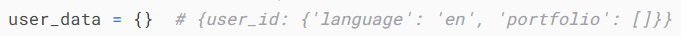 user_data = {}  # {user_id: {'language': 'en', 'portfolio': []}}